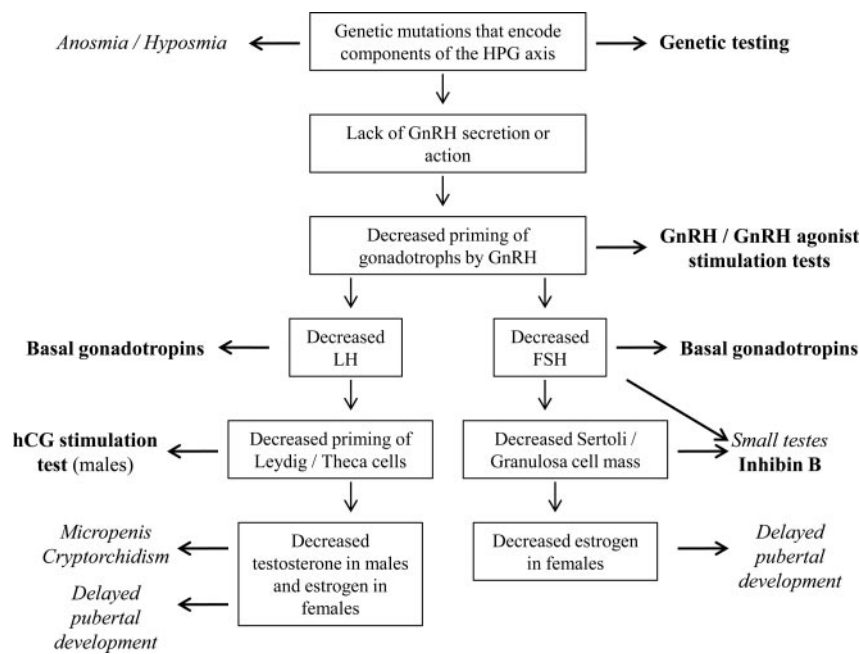 Anosmia / Hyposmia
Genetic mutations that encode
components of the HPG axis
Genetic testing
Lack of GnRH secretion or
action
Decreased priming of
gonadotrophs by GnRH
GnRH / GnRH agonist
stimulation tests
Basal gonadotropins
Decreased
LH
Decreased
FSH
Basal gonadotropins
hCG stimulation
test (males)
Decreased priming of
Leydig / Theca cells
Decreased Sertoli /
Granulosa cell mass
Small testes
Inhibin B
Micropenis
Cryptorchidism
Delayed
pubertal
development
Decreased
testosterone in males
and estrogen in
females
Decreased estrogen
in females
Delayed
pubertal
development